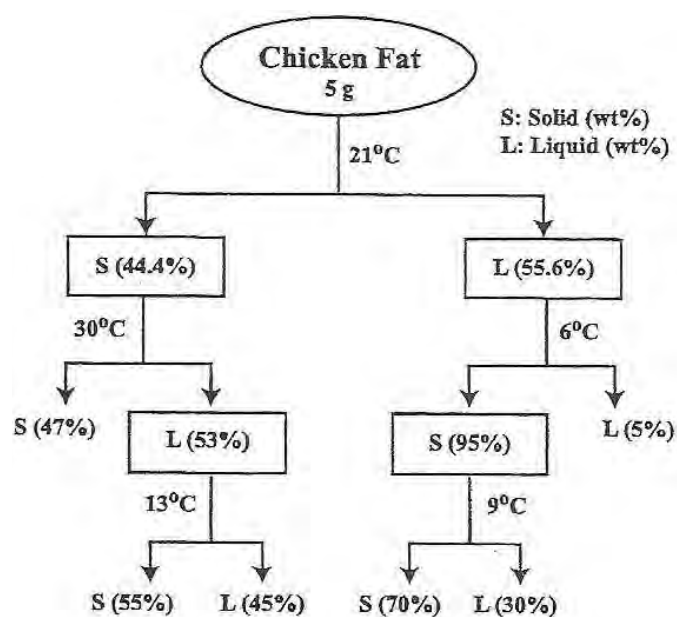 Chicken Fat
5 g
S: Solid (wt%)
L: Liquid (wt%)
21°C
S (44.4%)
L (55.6%)
30°C
6°C
S (47%)
L (53%)
S (95%)
L (5%)
13°C
9°C
S (55%)
L (45%)
S (70%)
L (30%)